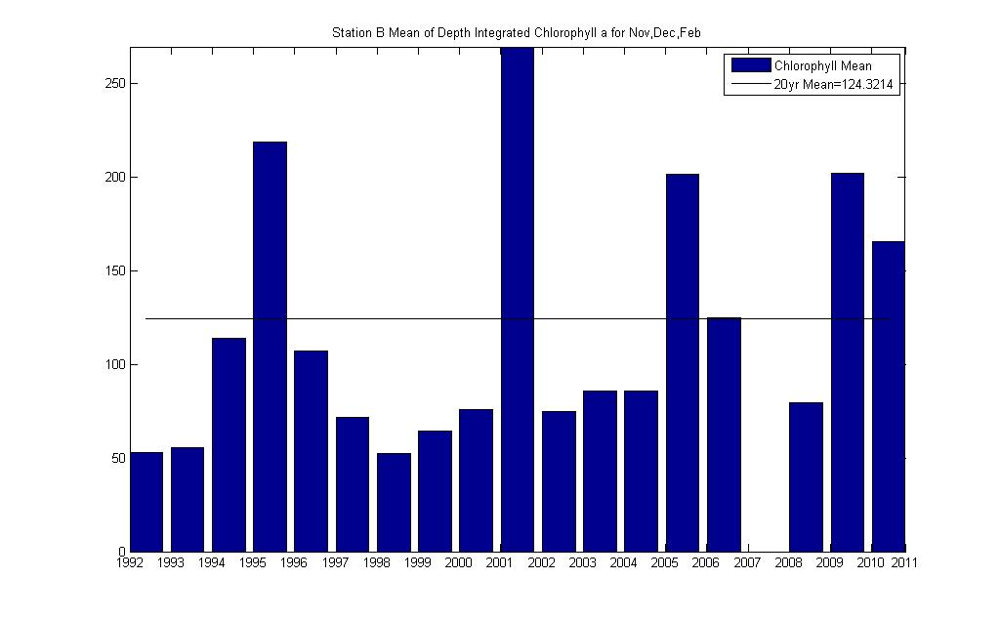 Station B Mean of Depth Integrated Chlorophyll a for Nov,Dec,Feb
Chlorophyll Mean
20yr Mean=124.3214
250
200
150
100
50
0
1992 1993 1994 1995 1996 1997 1998 1999 2000 2001 2002 2003 2004 2005 2006 2007 2008 2009 2010 2011